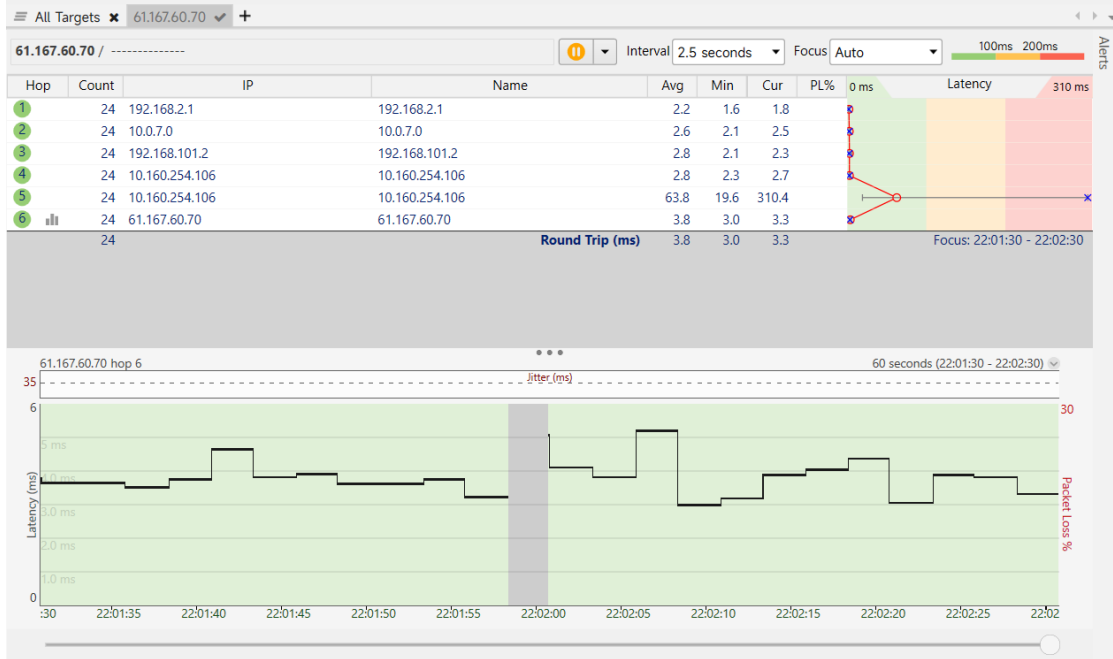 All Targets 61.167.60.70
61.167.60.70 / --------------
Interval 2.5 seconds Focus Auto 100ms 200ms
Alerts
Hop Count IP Name Avg Min Cur PL% 0 ms Latency 310 ms
1 24 192.168.2.1 192.168.2.1 2.2 1.6 1.8
2 24 10.0.7.0 10.0.7.0 2.6 2.1 2.5
3 24 192.168.101.2 192.168.101.2 2.8 2.1 2.3
4 24 10.160.254.106 10.160.254.106 2.8 2.3 2.7
5 24 10.160.254.106 10.160.254.106 63.8 19.6 310.4
6 24 61.167.60.70 61.167.60.70 3.8 3.0 3.3
24 Round Trip (ms) 3.8 3.0 3.3 Focus: 22:01:30 - 22:02:30
61.167.60.70 hop 6 60 seconds (22:01:30 - 22:02:30)
35 Jitter (ms)
6 30
5 ms
4.0 ms
3.0 ms
2.0 ms
1.0 ms
0
Latency (ms)
Packet Loss %
:30 22:01:35 22:01:40 22:01:45 22:01:50 22:01:55 22:02:00 22:02:05 22:02:10 22:02:15 22:02:20 22:02:25 22:02